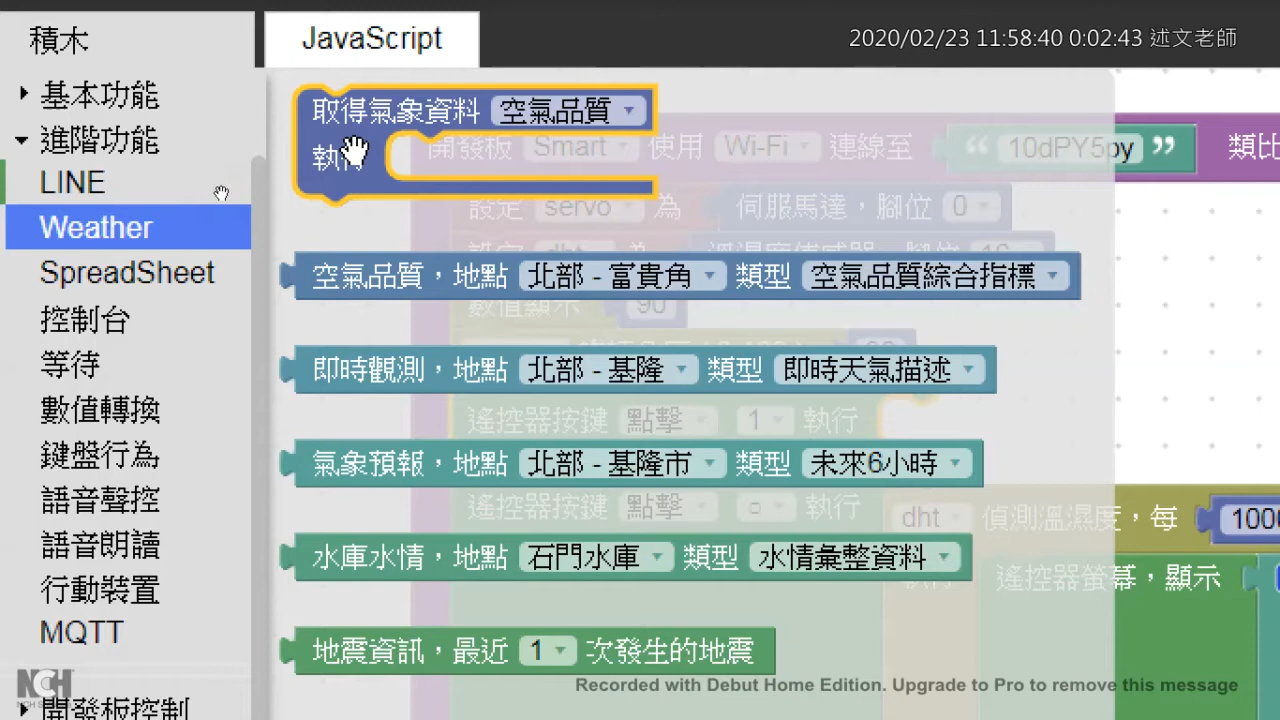 積木
JavaScript
2020/02/23 11:58:40 0:02:43 述文老師
基本功能
進階功能
LINE
Weather
SpreadSheet
控制台
等待
數值轉換
鍵盤行為
語音聲控
語音朗讀
行動裝置
MQTT
開發板控制
取得氣象資料 空氣品質
執行
開發板 Smart 使用 Wi-Fi 連線至 “ 10dPY5py ” 類比
設定 servo 為 伺服馬達,腳位 0
空氣品質,地點 北部 - 富貴角 類型 空氣品質綜合指標
數值顯示 90
即時觀測,地點 北部 - 基隆 類型 即時天氣描述
遙控器按鍵 點擊 1 執行
氣象預報,地點 北部 - 基隆市 類型 未來6小時
遙控器按鍵 點擊 執行
dht 偵測溫濕度,每 1000
水庫水情,地點 石門水庫 類型 水情彙整資料
遙控器螢幕,顯示
地震資訊,最近 1 次發生的地震
NCH
Recorded with Debut Home Edition. Upgrade to Pro to remove this message